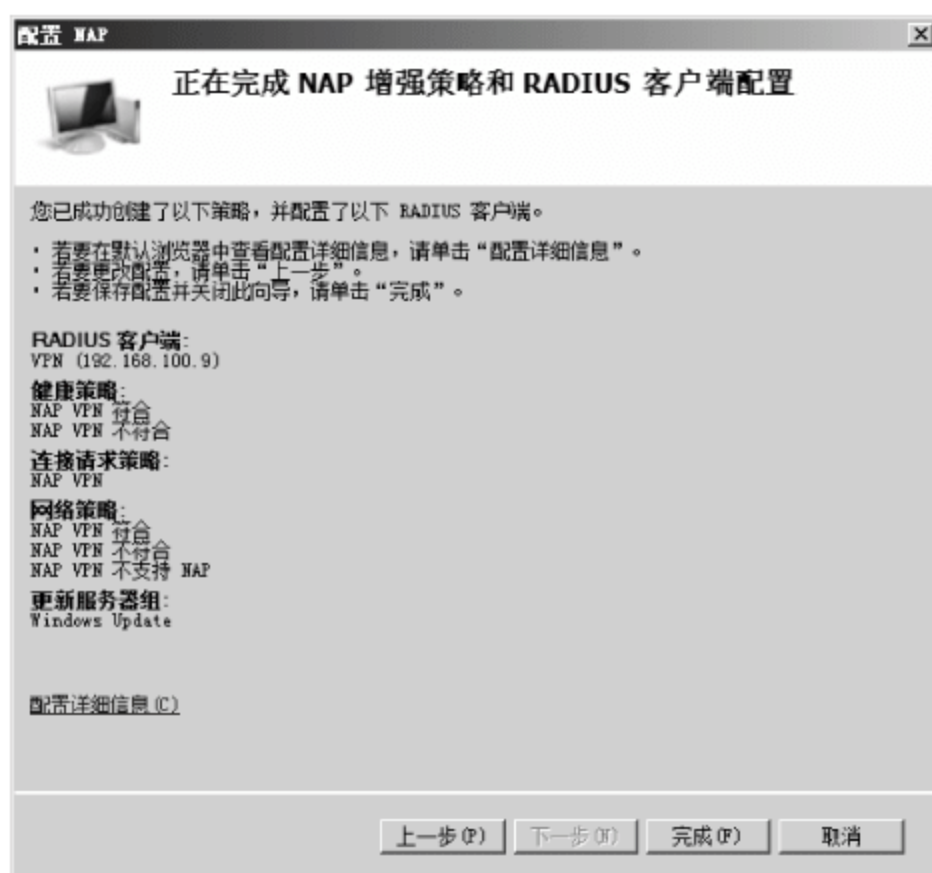 配置 NAP
正在完成 NAP 增强策略和 RADIUS 客户端配置
您已成功创建了以下策略，并配置了以下 RADIUS 客户端。
· 若要在默认浏览器中查看配置详细信息，请单击“配置详细信息”。
· 若要更改配置，请单击“上一步”。
· 若要保存配置并关闭此向导，请单击“完成”。
RADIUS 客户端:
VPN (192.168.100.9)
健康策略:
NAP VPN 符合
NAP VPN 不符合
连接请求策略:
NAP VPN
网络策略:
NAP VPN 符合
NAP VPN 不符合
NAP VPN 不支持 NAP
更新服务器组:
Windows Update
配置详细信息(C)
上一步(P) 下一步(N) 完成(F) 取消